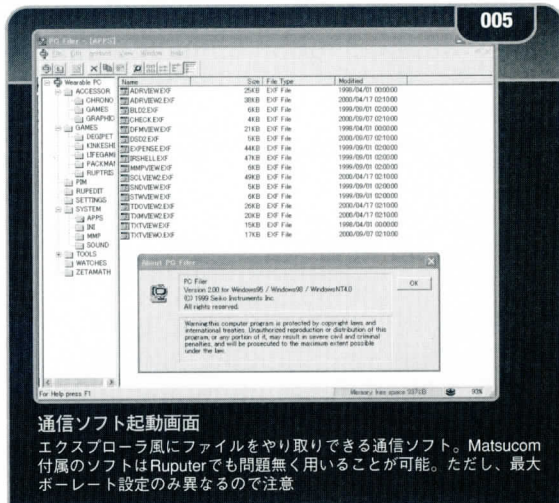 005
PC Filer - [APPS]
Wearable PC
ACCESSOR
CHRONO
GAMES
GRAPHIC
GAMES
DEGIPET
KINKESHI
LIFEGAM
PACKMAN
RUPTRIS
PIM
RUPEDIT
SETTINGS
SYSTEM
APPS
INI
MMP
SOUND
TOOLS
WATCHES
ZETAMATH
Name Size File Type Modified
ADRVIEW.EXF 25KB EXF File 1998/04/01 00:00:00
ADRVIEW2.EXF 38KB EXF File 2000/04/17 02:10:00
BLD2.EXF 6KB EXF File 1999/09/01 02:00:00
CHECK.EXF 4KB EXF File 2000/09/07 02:10:00
DFMVIEW.EXF 21KB EXF File 1998/04/01 00:00:00
DSD2.EXF 5KB EXF File 2000/09/07 02:10:00
EXPENSE.EXF 44KB EXF File 1999/09/01 02:00:00
IRSHELL.EXF 47KB EXF File 1999/09/01 02:00:00
MMPVIEW.EXF 6KB EXF File 1999/09/01 02:00:00
SCLVIEW2.EXF 49KB EXF File 2000/04/17 02:10:00
SNDVIEW.EXF 5KB EXF File 1999/09/01 02:00:00
STWVIEW.EXF 6KB EXF File 1999/09/01 02:00:00
TDOVIEW2.EXF 26KB EXF File 2000/04/17 02:10:00
TXMVIEW2.EXF 20KB EXF File 2000/04/17 02:10:00
TXTVIEW.EXF 15KB EXF File 1998/04/01 00:00:00
TXTVIEWO.EXF 17KB EXF File 2000/09/07 02:10:00
About PC Filer
PC Filer
Version 2.00 for Windows95 / Windows98 / WindowsNT4.0
(C) 1999 Seiko Instruments Inc.
All rights reserved.
OK
Warning:this computer program is protected by copyright laws and
international treaties. Unauthorized reproduction or distribution of this
program, or any portion of it, may result in severe civil and criminal
penalties, and will be prosecuted to the maximum extent possible
under the law.
For Help press F1
Memory free space
93%
通信ソフト起動画面
エクスプローラ風にファイルをやり取りできる通信ソフト。Matsucom
付属のソフトはRuputerでも問題無く用いることが可能。ただし、最大
ボーレート設定のみ異なるので注意